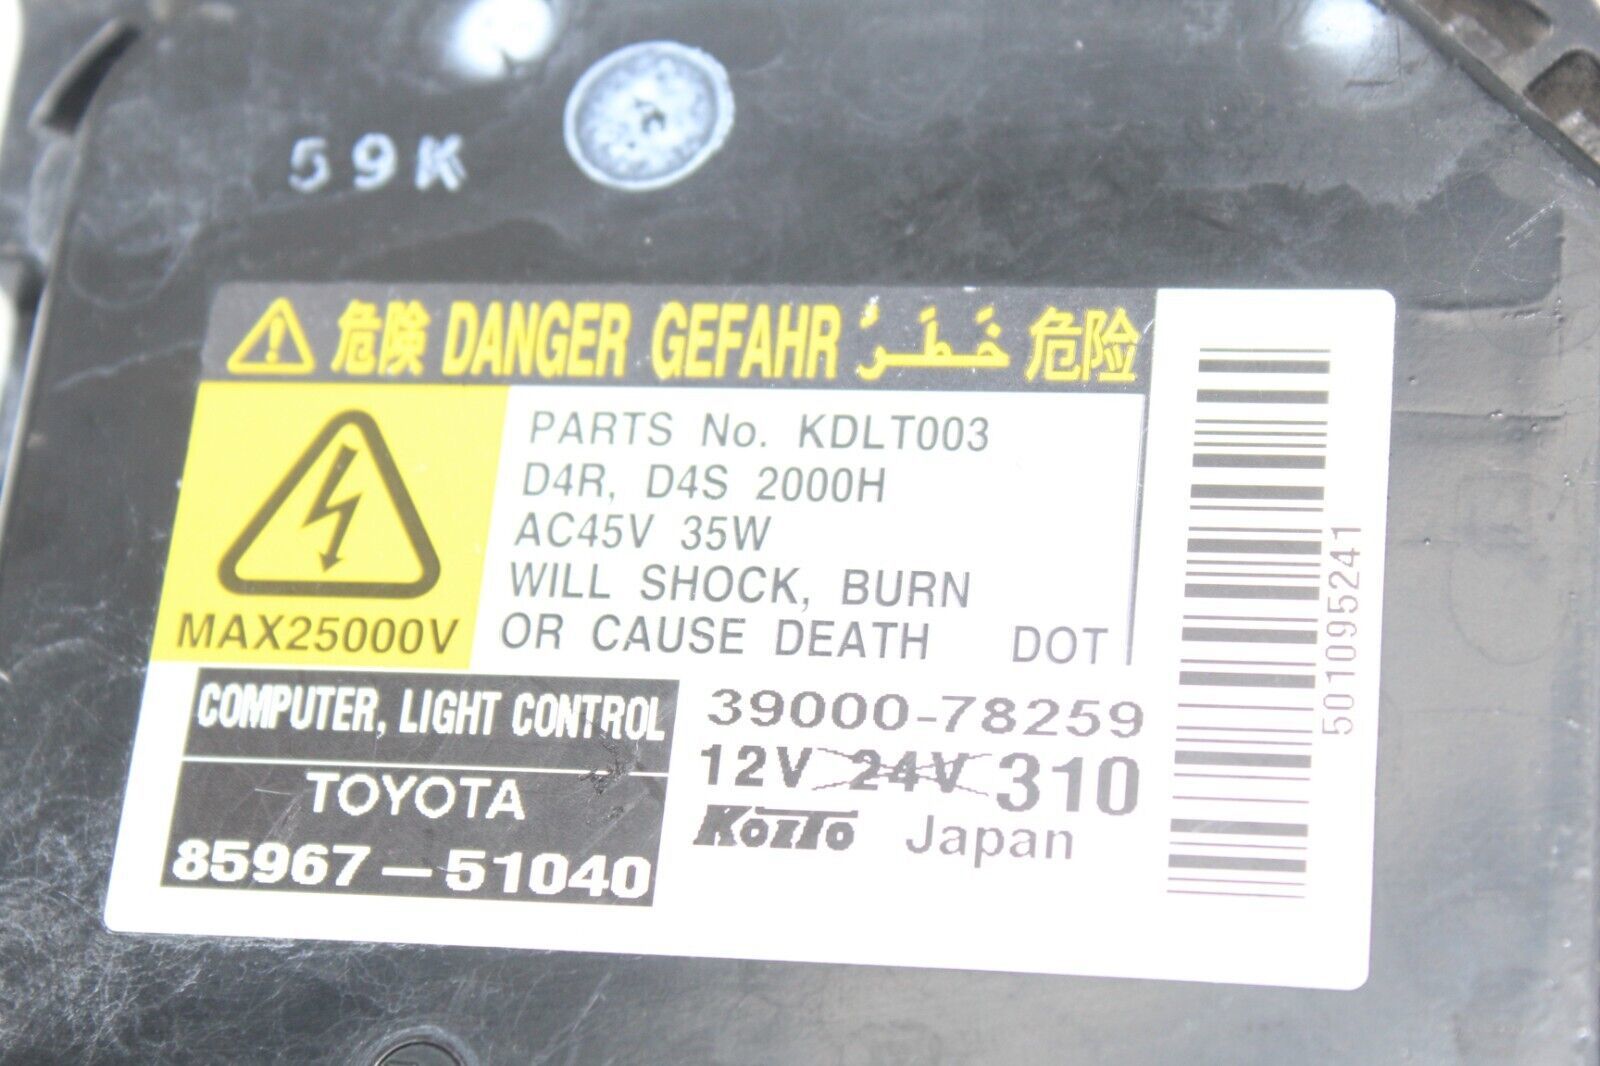 59K
危険 DANGER GEFAHR خَطَرٌ 危险
PARTS No. KDLT003
D4R, D4S 2000H
AC45V 35W
WILL SHOCK, BURN
OR CAUSE DEATH DOT
MAX25000V
COMPUTER, LIGHT CONTROL
TOYOTA
85967-51040
39000-78259
12V 24V 310
KOITO Japan
501095241